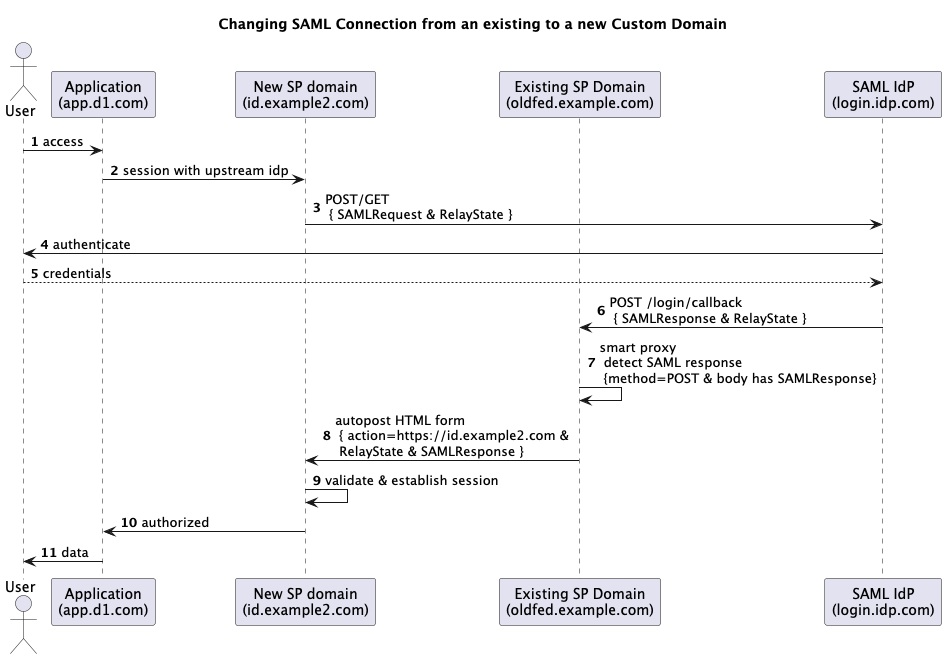 Changing SAML Connection from an existing to a new Custom Domain
User
Application
(app.d1.com)
New SP domain
(id.example2.com)
Existing SP Domain
(oldfed.example.com)
SAML IdP
(login.idp.com)
1 access
2 session with upstream idp
POST/GET
3 { SAMLRequest & RelayState }
4 authenticate
5 credentials
POST /login/callback
6 { SAMLResponse & RelayState }
smart proxy
7 detect SAML response
{method=POST & body has SAMLResponse}
autopost HTML form
8 { action=https://id.example2.com &
RelayState & SAMLResponse }
9 validate & establish session
10 authorized
11 data
User
Application
(app.d1.com)
New SP domain
(id.example2.com)
Existing SP Domain
(oldfed.example.com)
SAML IdP
(login.idp.com)